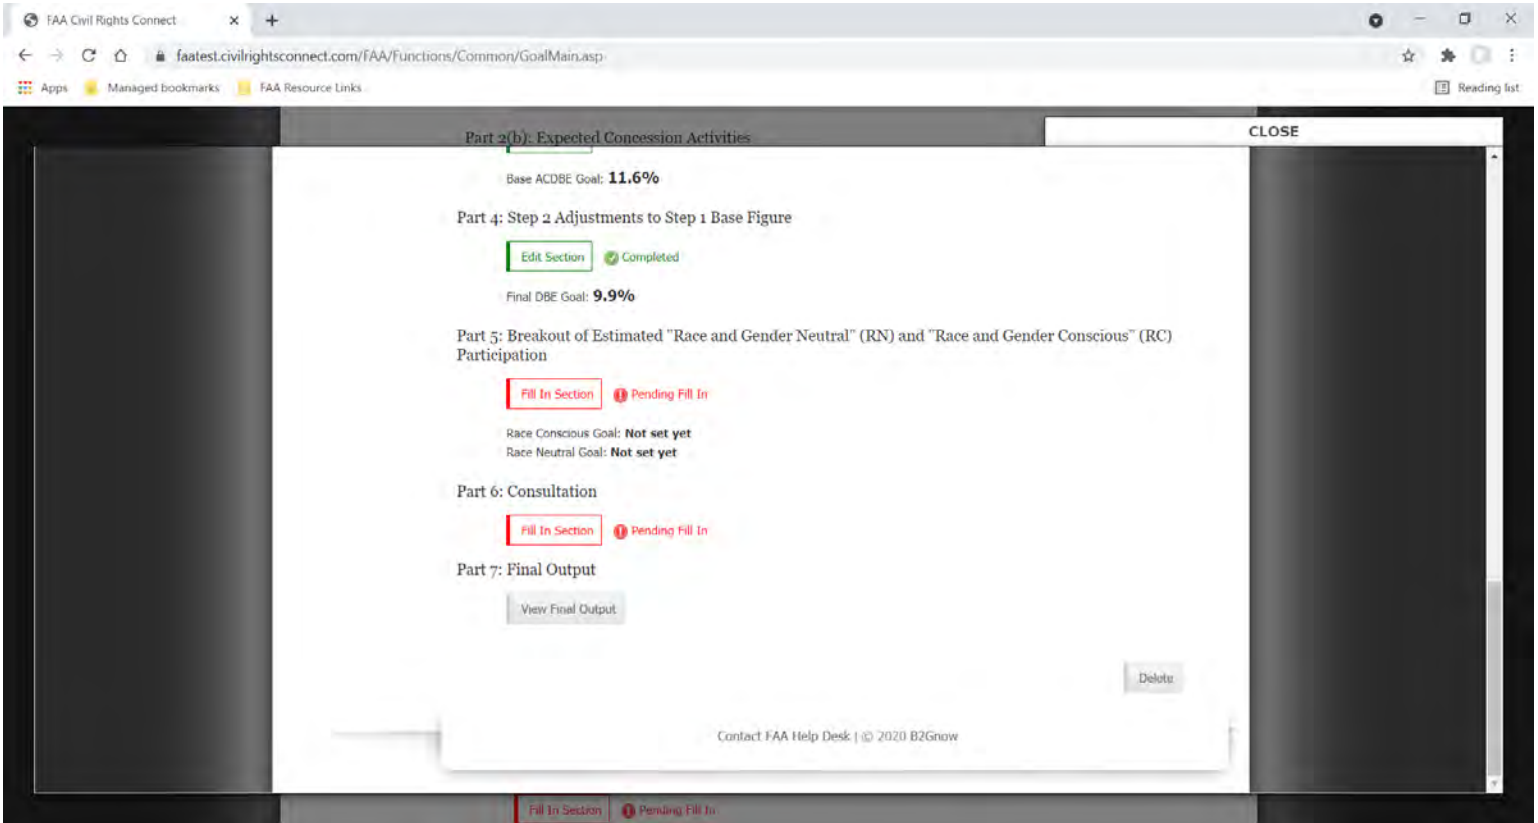 FAA Civil Rights Connect
faatest.civilrightsconnect.com/FAA/Functions/Common/GoalMain.asp
Apps Managed bookmarks FAA Resource Links Reading list
Part 2(b): Expected Concession Activities
CLOSE
Base ACDBE Goal: 11.6%
Part 4: Step 2 Adjustments to Step 1 Base Figure
Edit Section Completed
Final DBE Goal: 9.9%
Part 5: Breakout of Estimated "Race and Gender Neutral" (RN) and "Race and Gender Conscious" (RC)
Participation
Fill In Section Pending Fill In
Race Conscious Goal: Not set yet
Race Neutral Goal: Not set yet
Part 6: Consultation
Fill In Section Pending Fill In
Part 7: Final Output
View Final Output
Delete
Contact FAA Help Desk | © 2020 B2Gnow
Fill In Section Pending Fill In